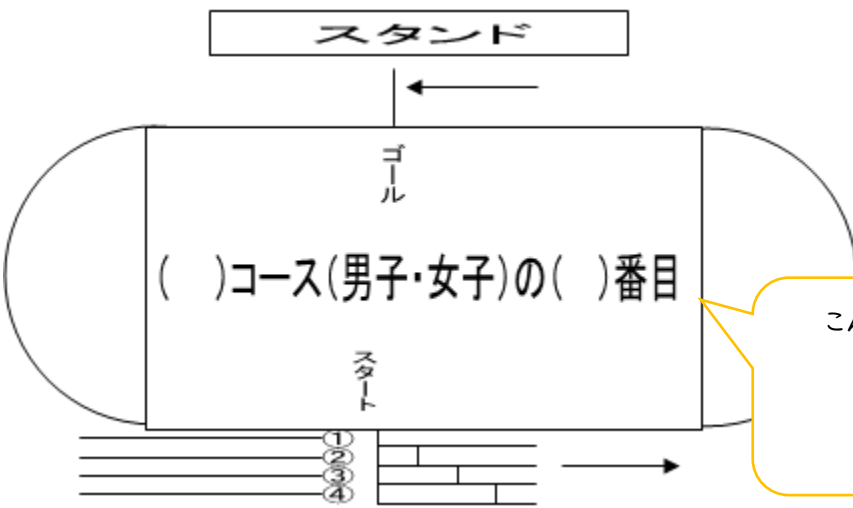 スタンド
ゴール
(　)コース(男子・女子)の(　)番目
こん
スタート
①
②
③
④